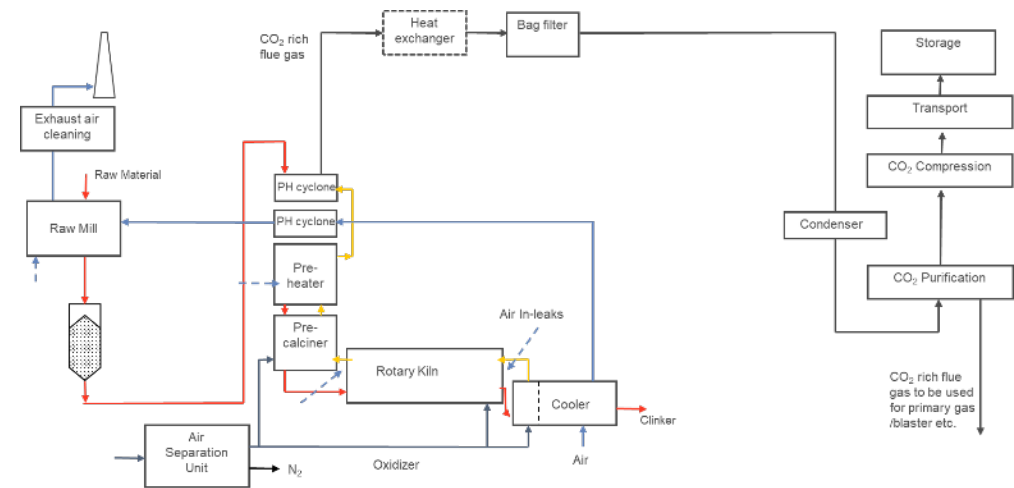 Heat
exchanger
Bag filter
CO₂ rich
flue gas
Storage
Transport
CO₂ Compression
Condenser
CO₂ Purification
CO₂ rich flue
gas to be used
for primary gas
/blaster etc.
Exhaust air
cleaning
Raw Material
Raw Mill
PH cyclone
PH cyclone
Pre-
heater
Pre-
calciner
Air In-leaks
Rotary Kiln
Cooler
Clinker
Air
Air
Separation
Unit
N₂
Oxidizer